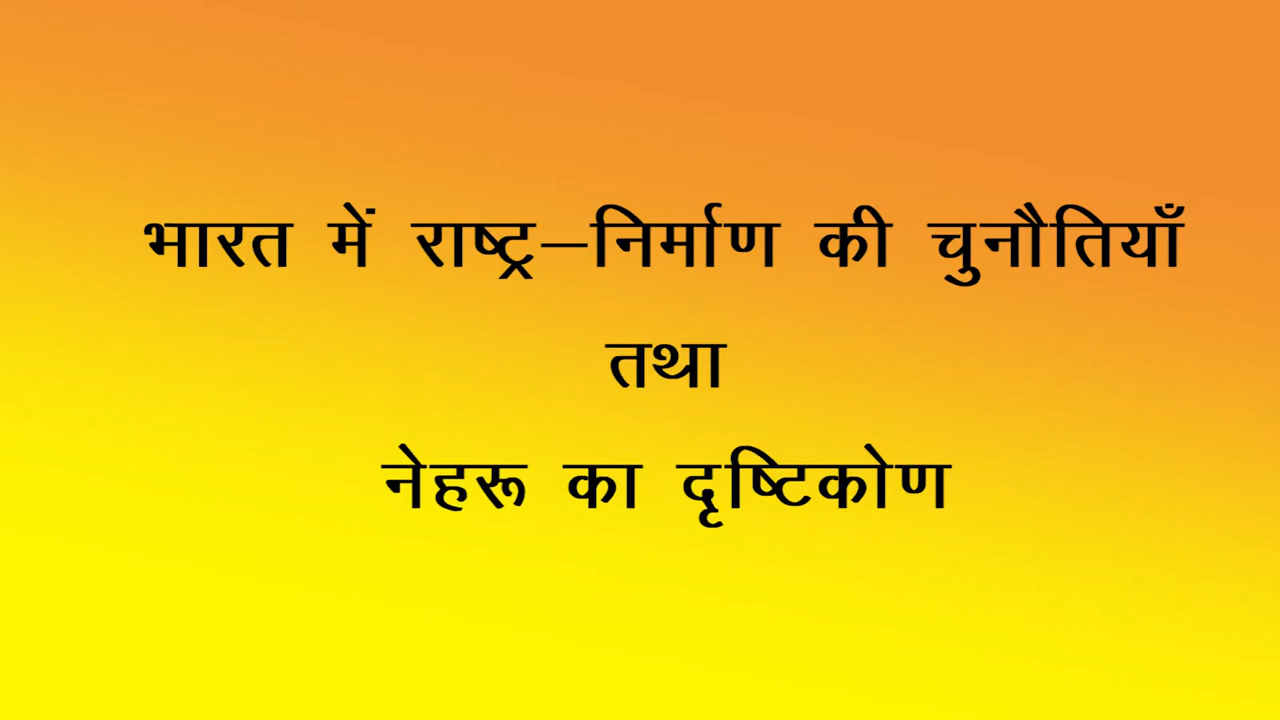 भारत में राष्ट्र–निर्माण की चुनौतियाँ
तथा
नेहरू का दृष्टिकोण